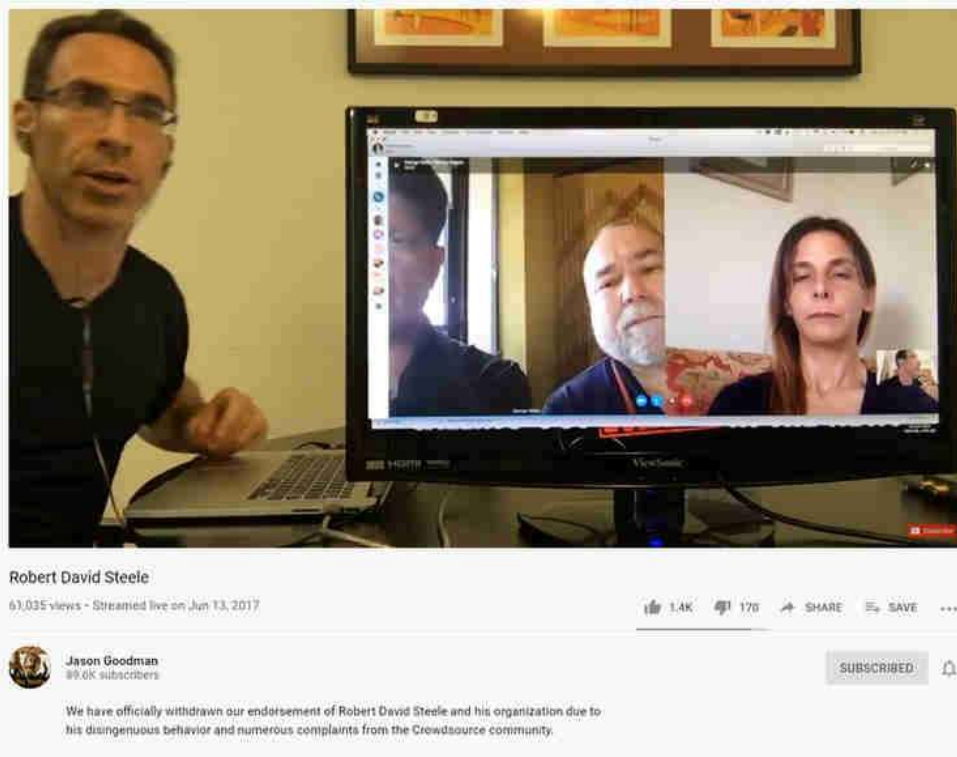 HDMI
ViewSonic
Subscribe
Robert David Steele
61,035 views • Streamed live on Jun 13, 2017
1.4K 170 SHARE SAVE
Jason Goodman
89.6K subscribers
SUBSCRIBED
We have officially withdrawn our endorsement of Robert David Steele and his organization due to
his disingenuous behavior and numerous complaints from the Crowdsource community.